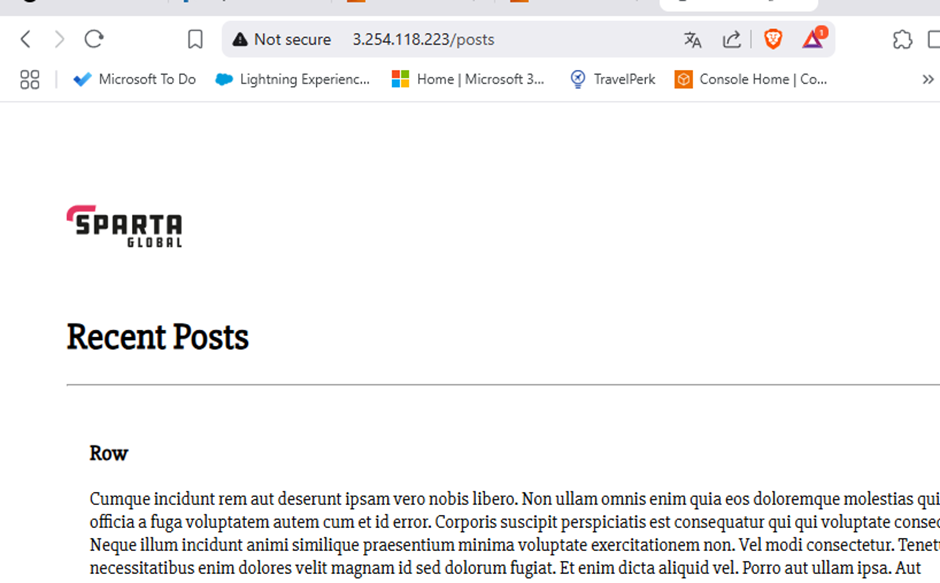 Not secure 3.254.118.223/posts
1
Microsoft To Do Lightning Experienc... Home | Microsoft 3... TravelPerk Console Home | Co... »
SPARTA
GLOBAL
Recent Posts
Row
Cumque incidunt rem aut deserunt ipsam vero nobis libero. Non ullam omnis enim quia eos doloremque molestias qui
officia a fuga voluptatem autem cum et id error. Corporis suscipit perspiciatis est consequatur qui qui voluptate
Neque illum incidunt animi similique praesentium minima voluptate exercitationem non. Vel modi consectetur.
necessitatibus enim dolores velit magnam id sed dolorum fugiat. Et enim dicta aliquid vel. Porro aut ullam ipsa. Aut